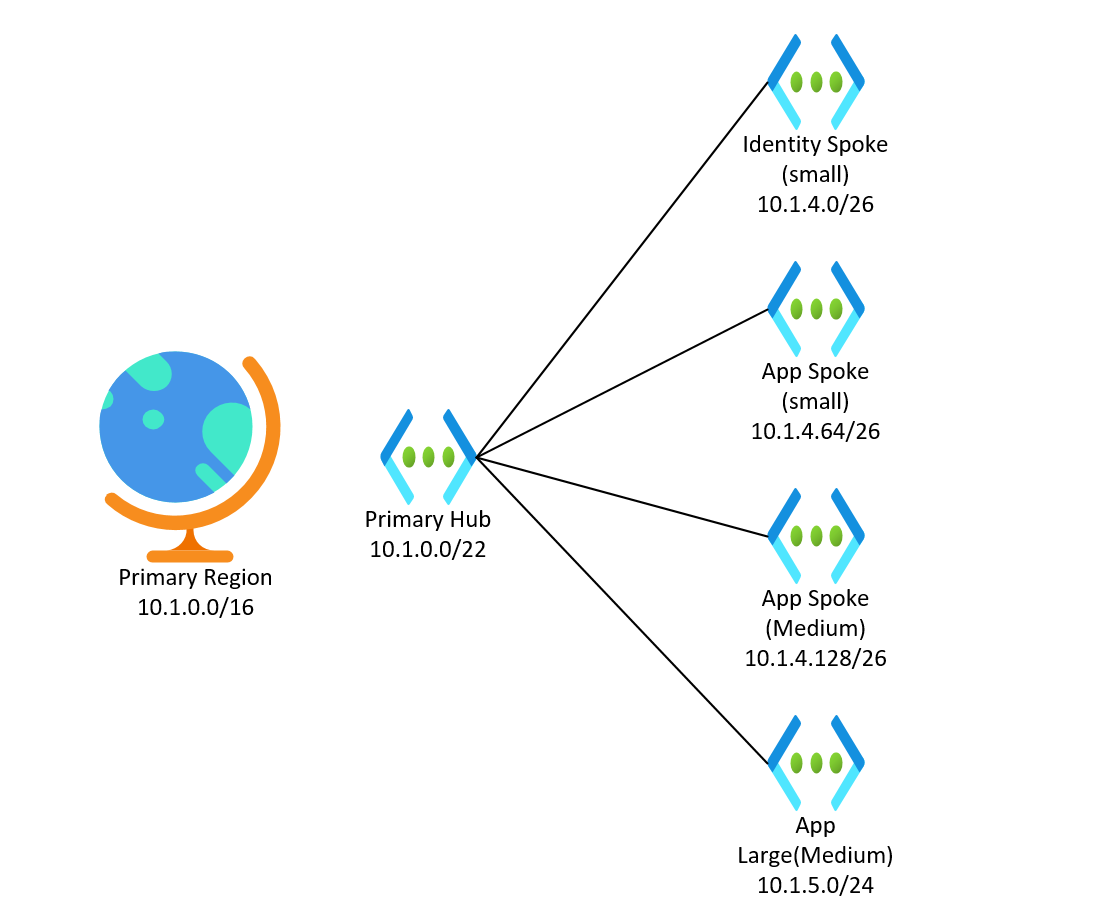 Primary Region
10.1.0.0/16
Primary Hub
10.1.0.0/22
Identity Spoke
(small)
10.1.4.0/26
App Spoke
(small)
10.1.4.64/26
App Spoke
(Medium)
10.1.4.128/26
App
Large(Medium)
10.1.5.0/24